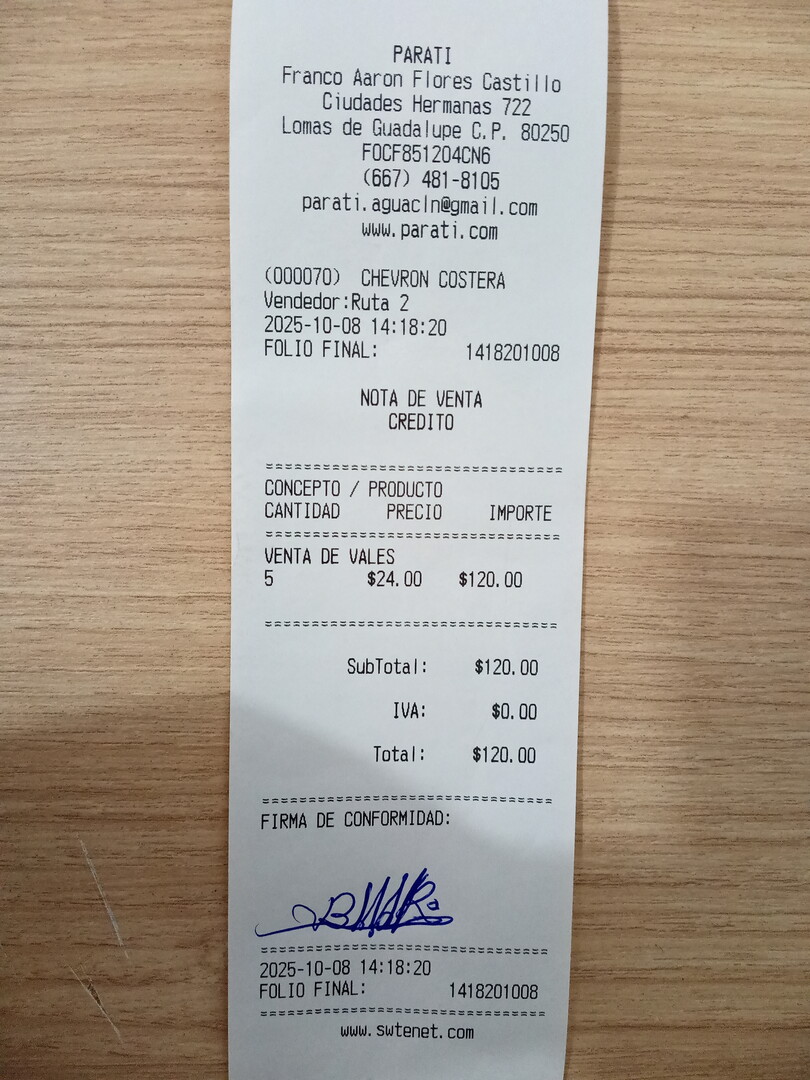 PARATI
Franco Aaron Flores Castillo
Ciudades Hermanas 722
Lomas de Guadalupe C.P. 80250
FOCF851204CN6
(667) 481-8105
parati.aguacln@gmail.com
www.parati.com
(000070) CHEVRON COSTERA
Vendedor:Ruta 2
2025-10-08 14:18:20
FOLIO FINAL: 1418201008
NOTA DE VENTA
CREDITO
================================
CONCEPTO / PRODUCTO
CANTIDAD PRECIO IMPORTE
================================
VENTA DE VALES
5 $24.00 $120.00
================================
SubTotal: $120.00
IVA: $0.00
Total: $120.00
================================
FIRMA DE CONFORMIDAD:
================================
2025-10-08 14:18:20
FOLIO FINAL: 1418201008
================================
www.swtenet.com